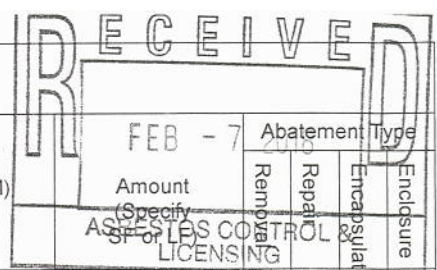 RECEIVED
FEB - 7 2016
Abatement Type
Amount
(Specify
SF or LF)
Removal
Repair
Encapsulat
Enclosure
ASBESTOS CONTROL &
LICENSING